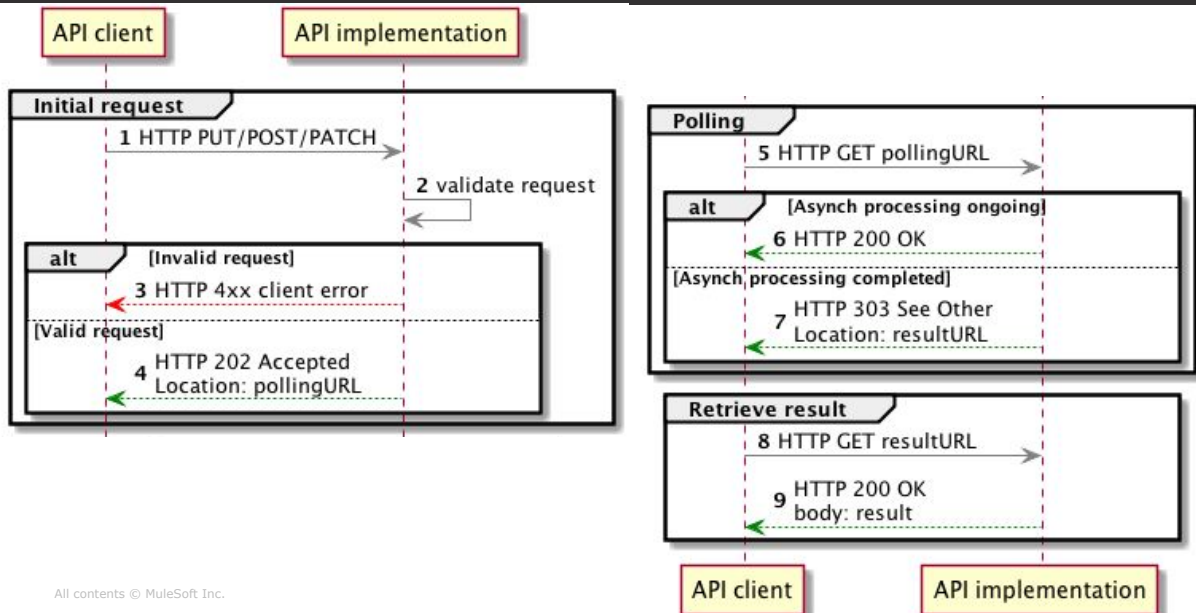 API client
API implementation
Initial request
1 HTTP PUT/POST/PATCH
2 validate request
alt
[Invalid request]
3 HTTP 4xx client error
[Valid request]
4 HTTP 202 Accepted
Location: pollingURL
Polling
5 HTTP GET pollingURL
alt
[Asynch processing ongoing]
6 HTTP 200 OK
[Asynch processing completed]
7 HTTP 303 See Other
Location: resultURL
Retrieve result
8 HTTP GET resultURL
9 HTTP 200 OK
body: result
API client
API implementation
All contents © MuleSoft Inc.